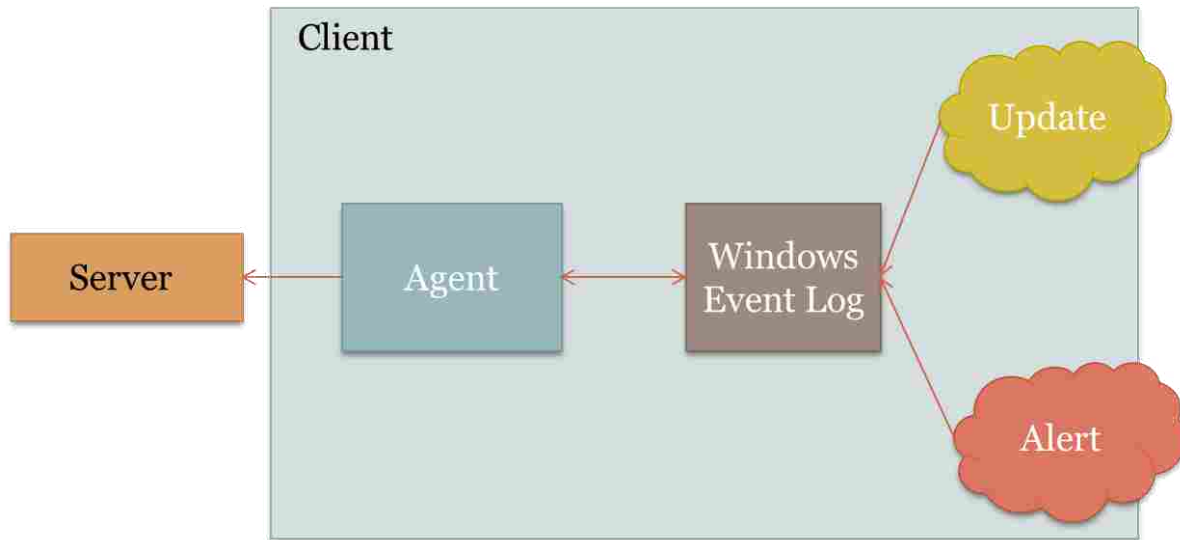 Client
Update
Server
Agent
Windows
Event Log
Alert